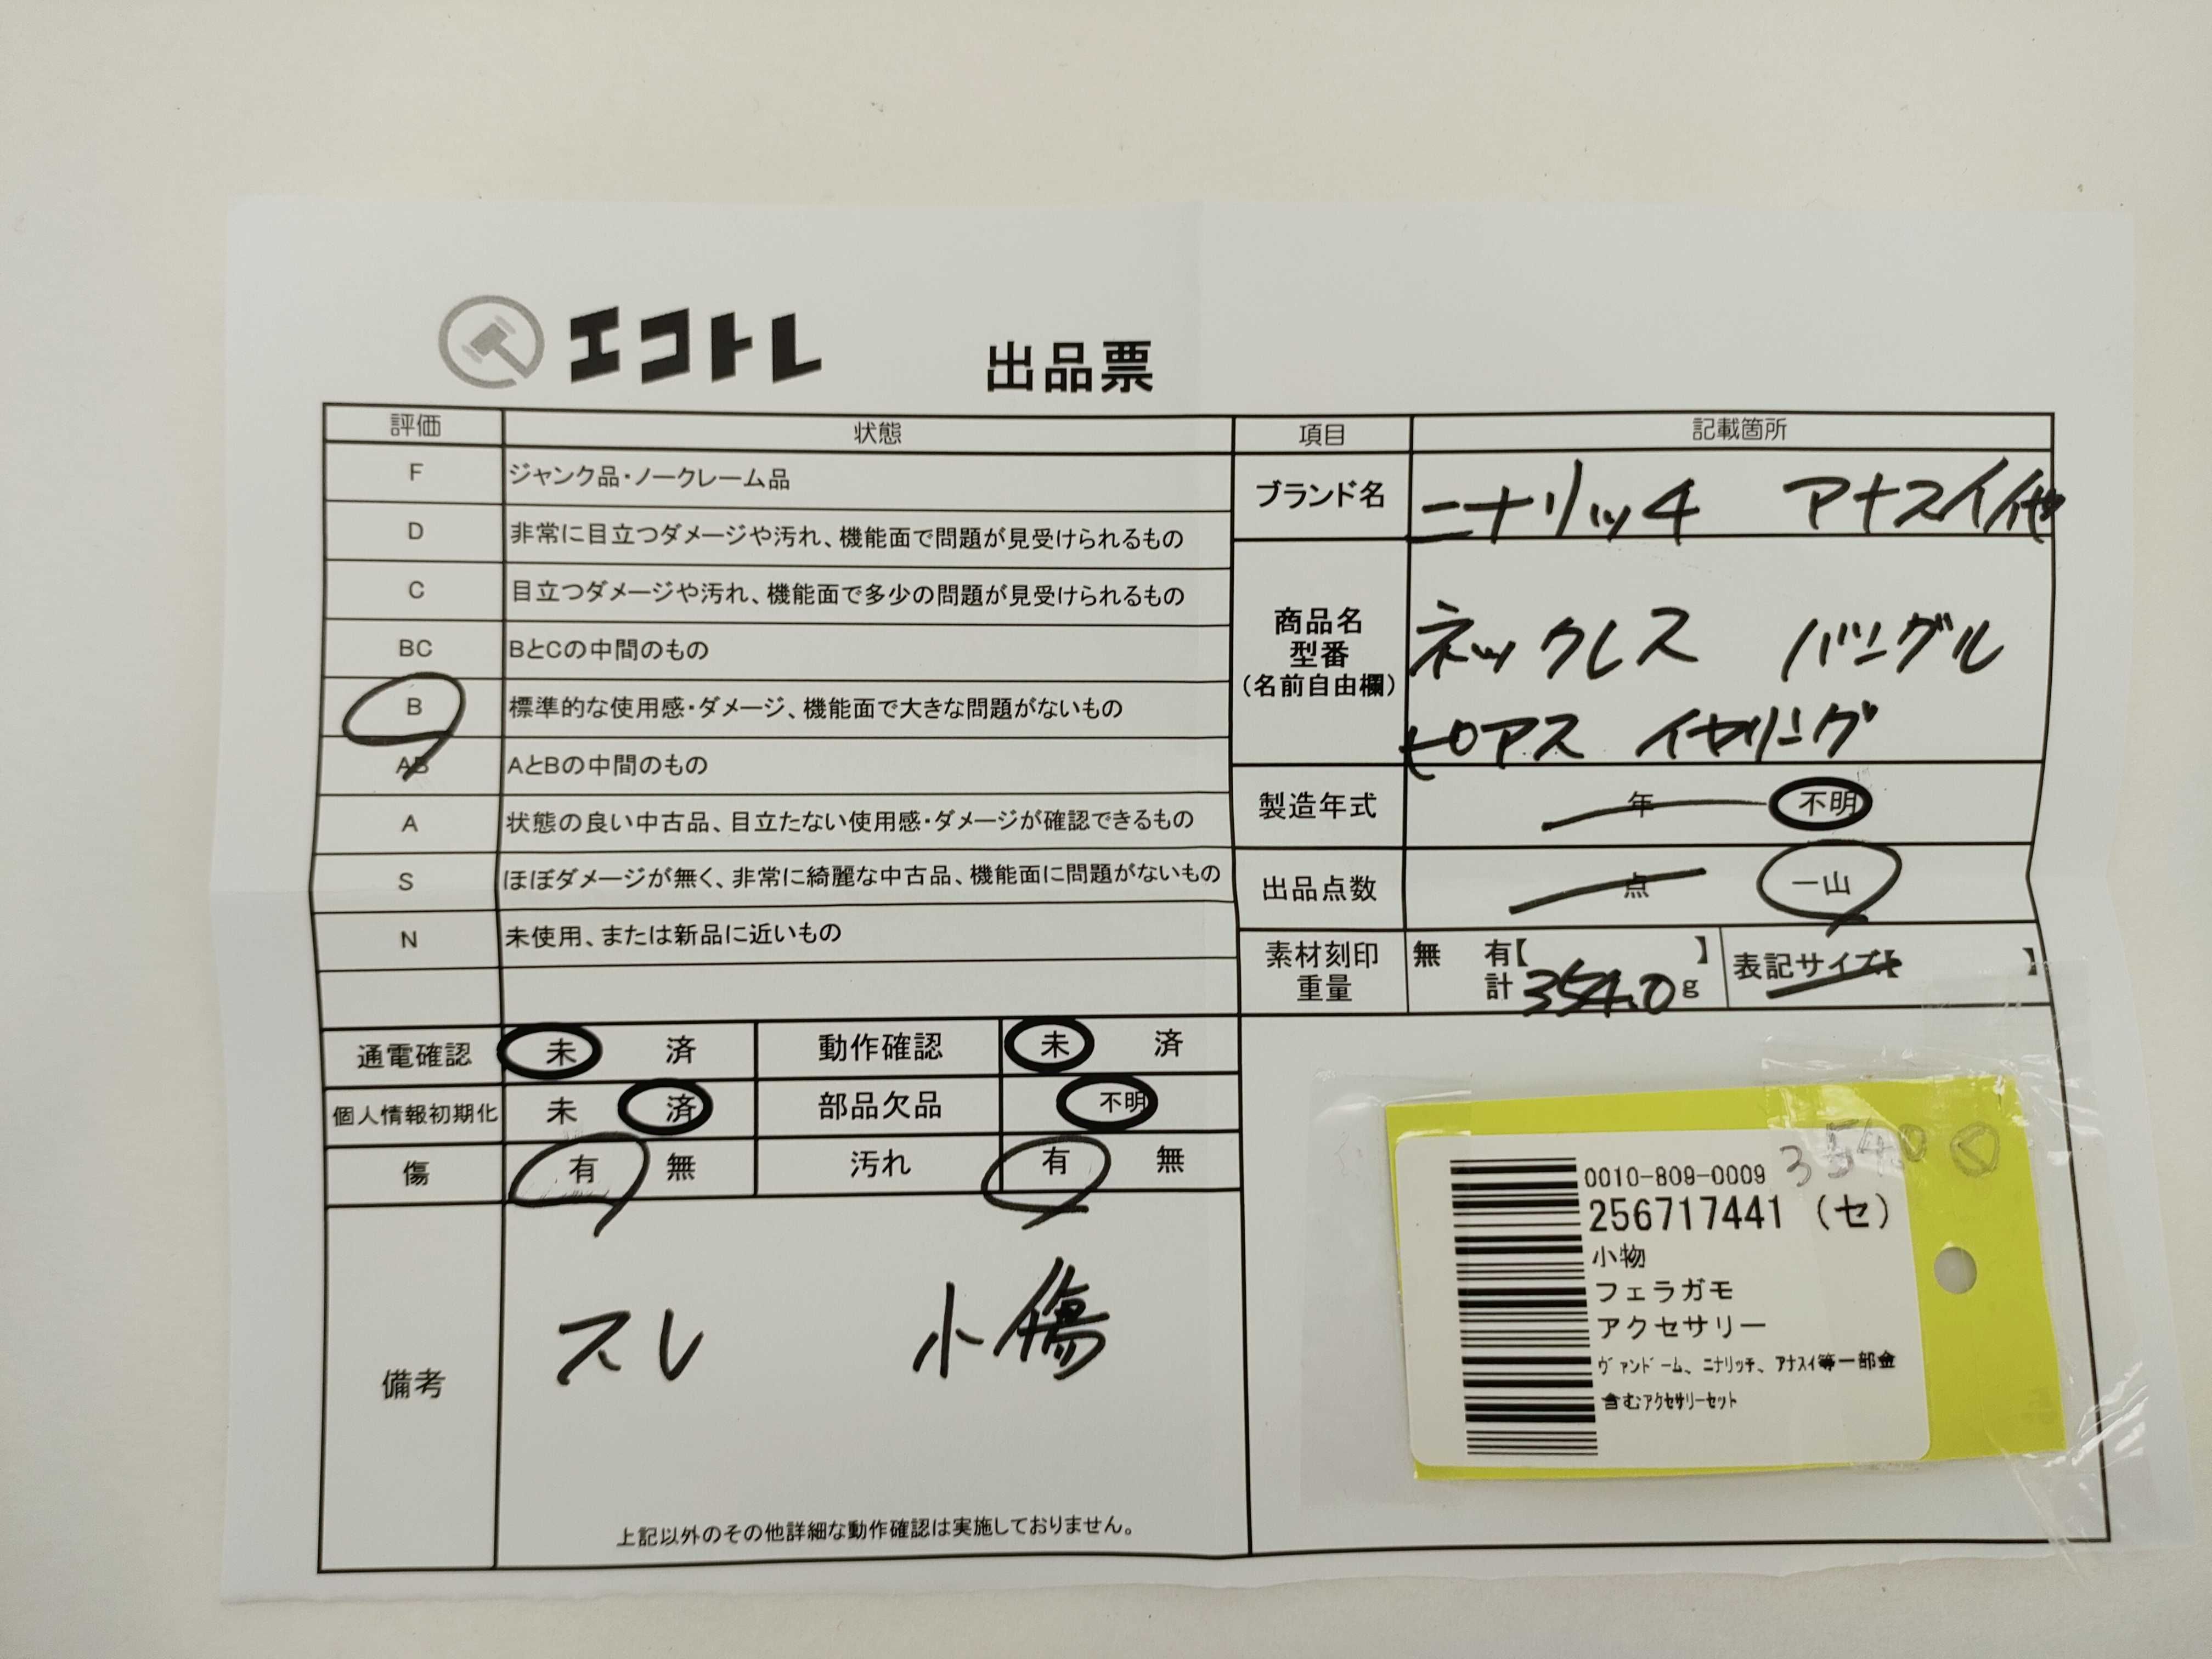 エコトレ 出品票
評価 状態 項目 記載箇所
F ジャンク品・ノークレーム品
D 非常に目立つダメージや汚れ、機能面で問題が見受けられるもの
C 目立つダメージや汚れ、機能面で多少の問題が見受けられるもの
BC BとCの中間のもの
B 標準的な使用感・ダメージ、機能面で大きな問題がないもの
AB AとBの中間のもの
A 状態の良い中古品、目立たない使用感・ダメージが確認できるもの
S ほぼダメージが無く、非常に綺麗な中古品、機能面に問題がないもの
N 未使用、または新品に近いもの
ブランド名 ニナリッチ アナスイ他
商品名
型番
(名前自由欄)
ネックレス バングル
ピアス イヤリング
製造年式 年 不明
出品点数 点 一山
素材刻印
重量
無 有【 】
計 354.0 g
表記サイズ【 】
通電確認 未 済 動作確認 未 済
個人情報初期化 未 済 部品欠品 不明
傷 有 無 汚れ 有 無
備考
スレ 小傷
上記以外のその他詳細な動作確認は実施しておりません。
354.0
0010-809-0009
256717441 (セ)
小物
フェラガモ
アクセサリー
ヴァンドーム、ニナリッチ、アナスイ等一部金
含むアクセサリーセット